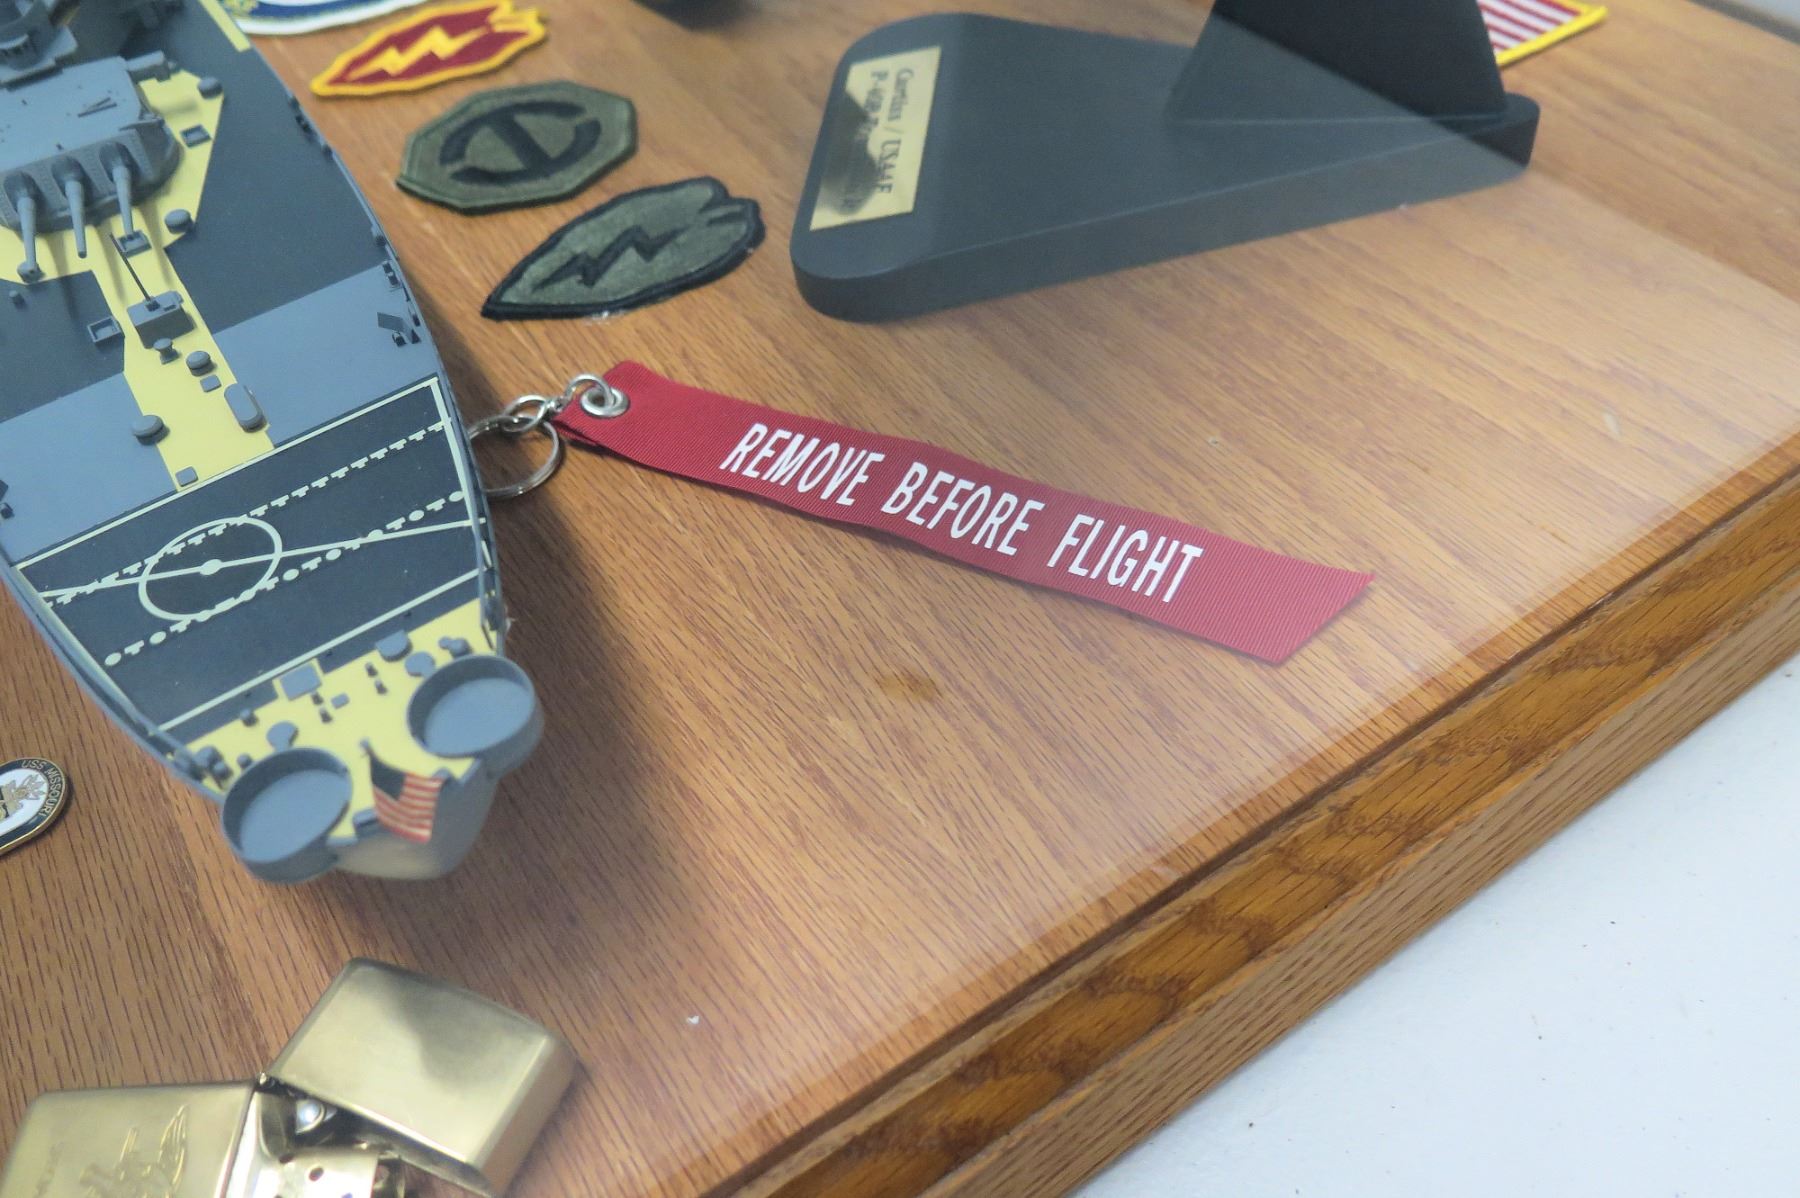 Curtiss / USAAF
REMOVE BEFORE FLIGHT
USS MISSOURI